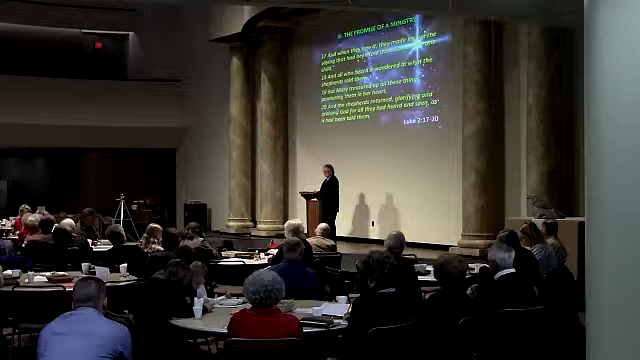 III. THE PROMISE OF A MINISTRY
17 And when they saw it, they made known the
saying that had been told them concerning this
child."
18 And all who heard it wondered at what the
shepherds told them.
19 But Mary treasured up all these things,
pondering them in her heart.
20 And the shepherds returned, glorifying and
praising God for all they had heard and seen, as
it had been told them.
Luke 2:17-20